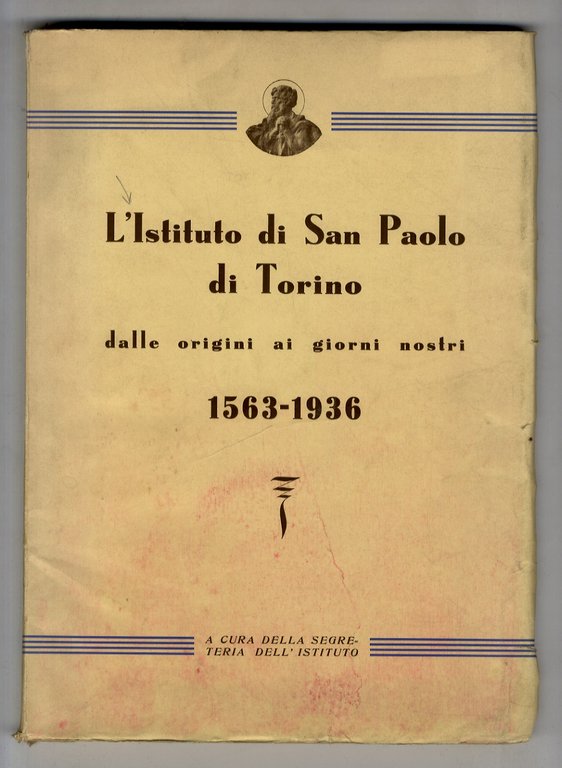 L'Istituto di San Paolo
di Torino
dalle origini ai giorni nostri
1563-1936
A CURA DELLA SEGRE-
TERIA DELL'ISTITUTO